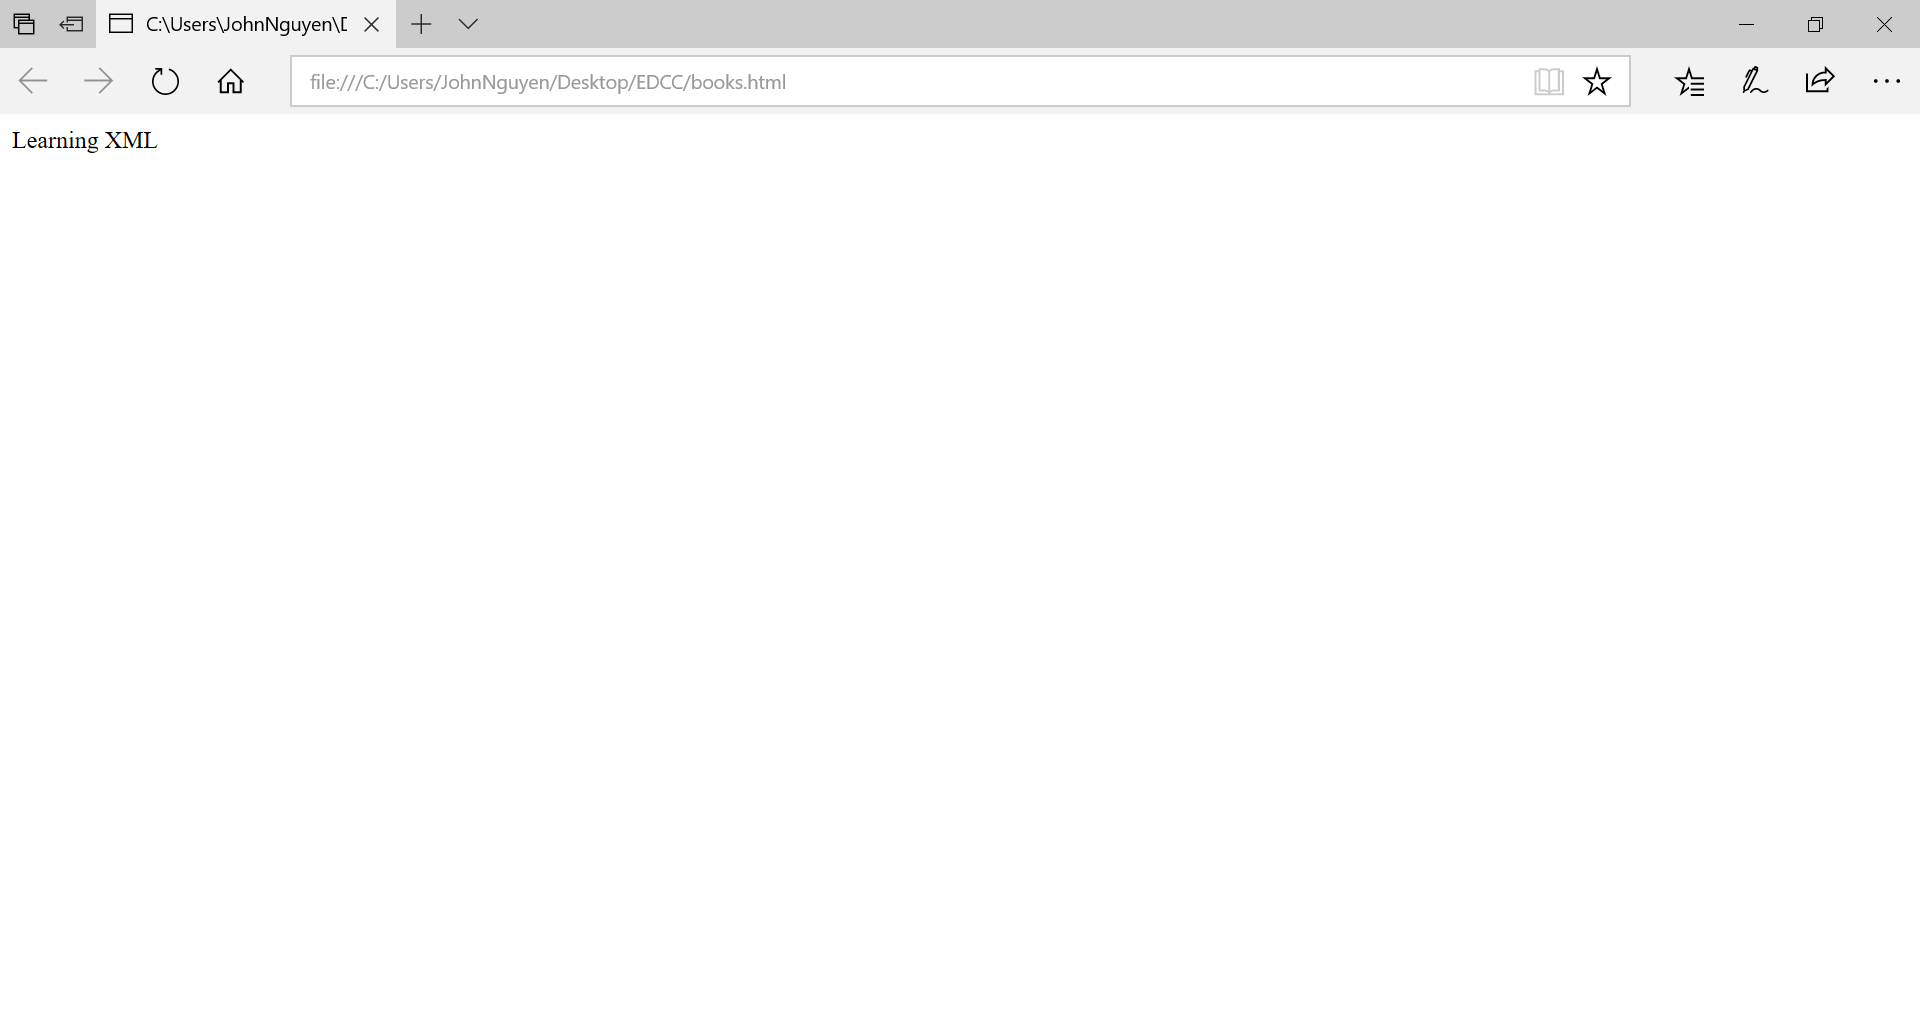 C:\Users\JohnNguyen\D
file:///C:/Users/JohnNguyen/Desktop/EDCC/books.html
Learning XML